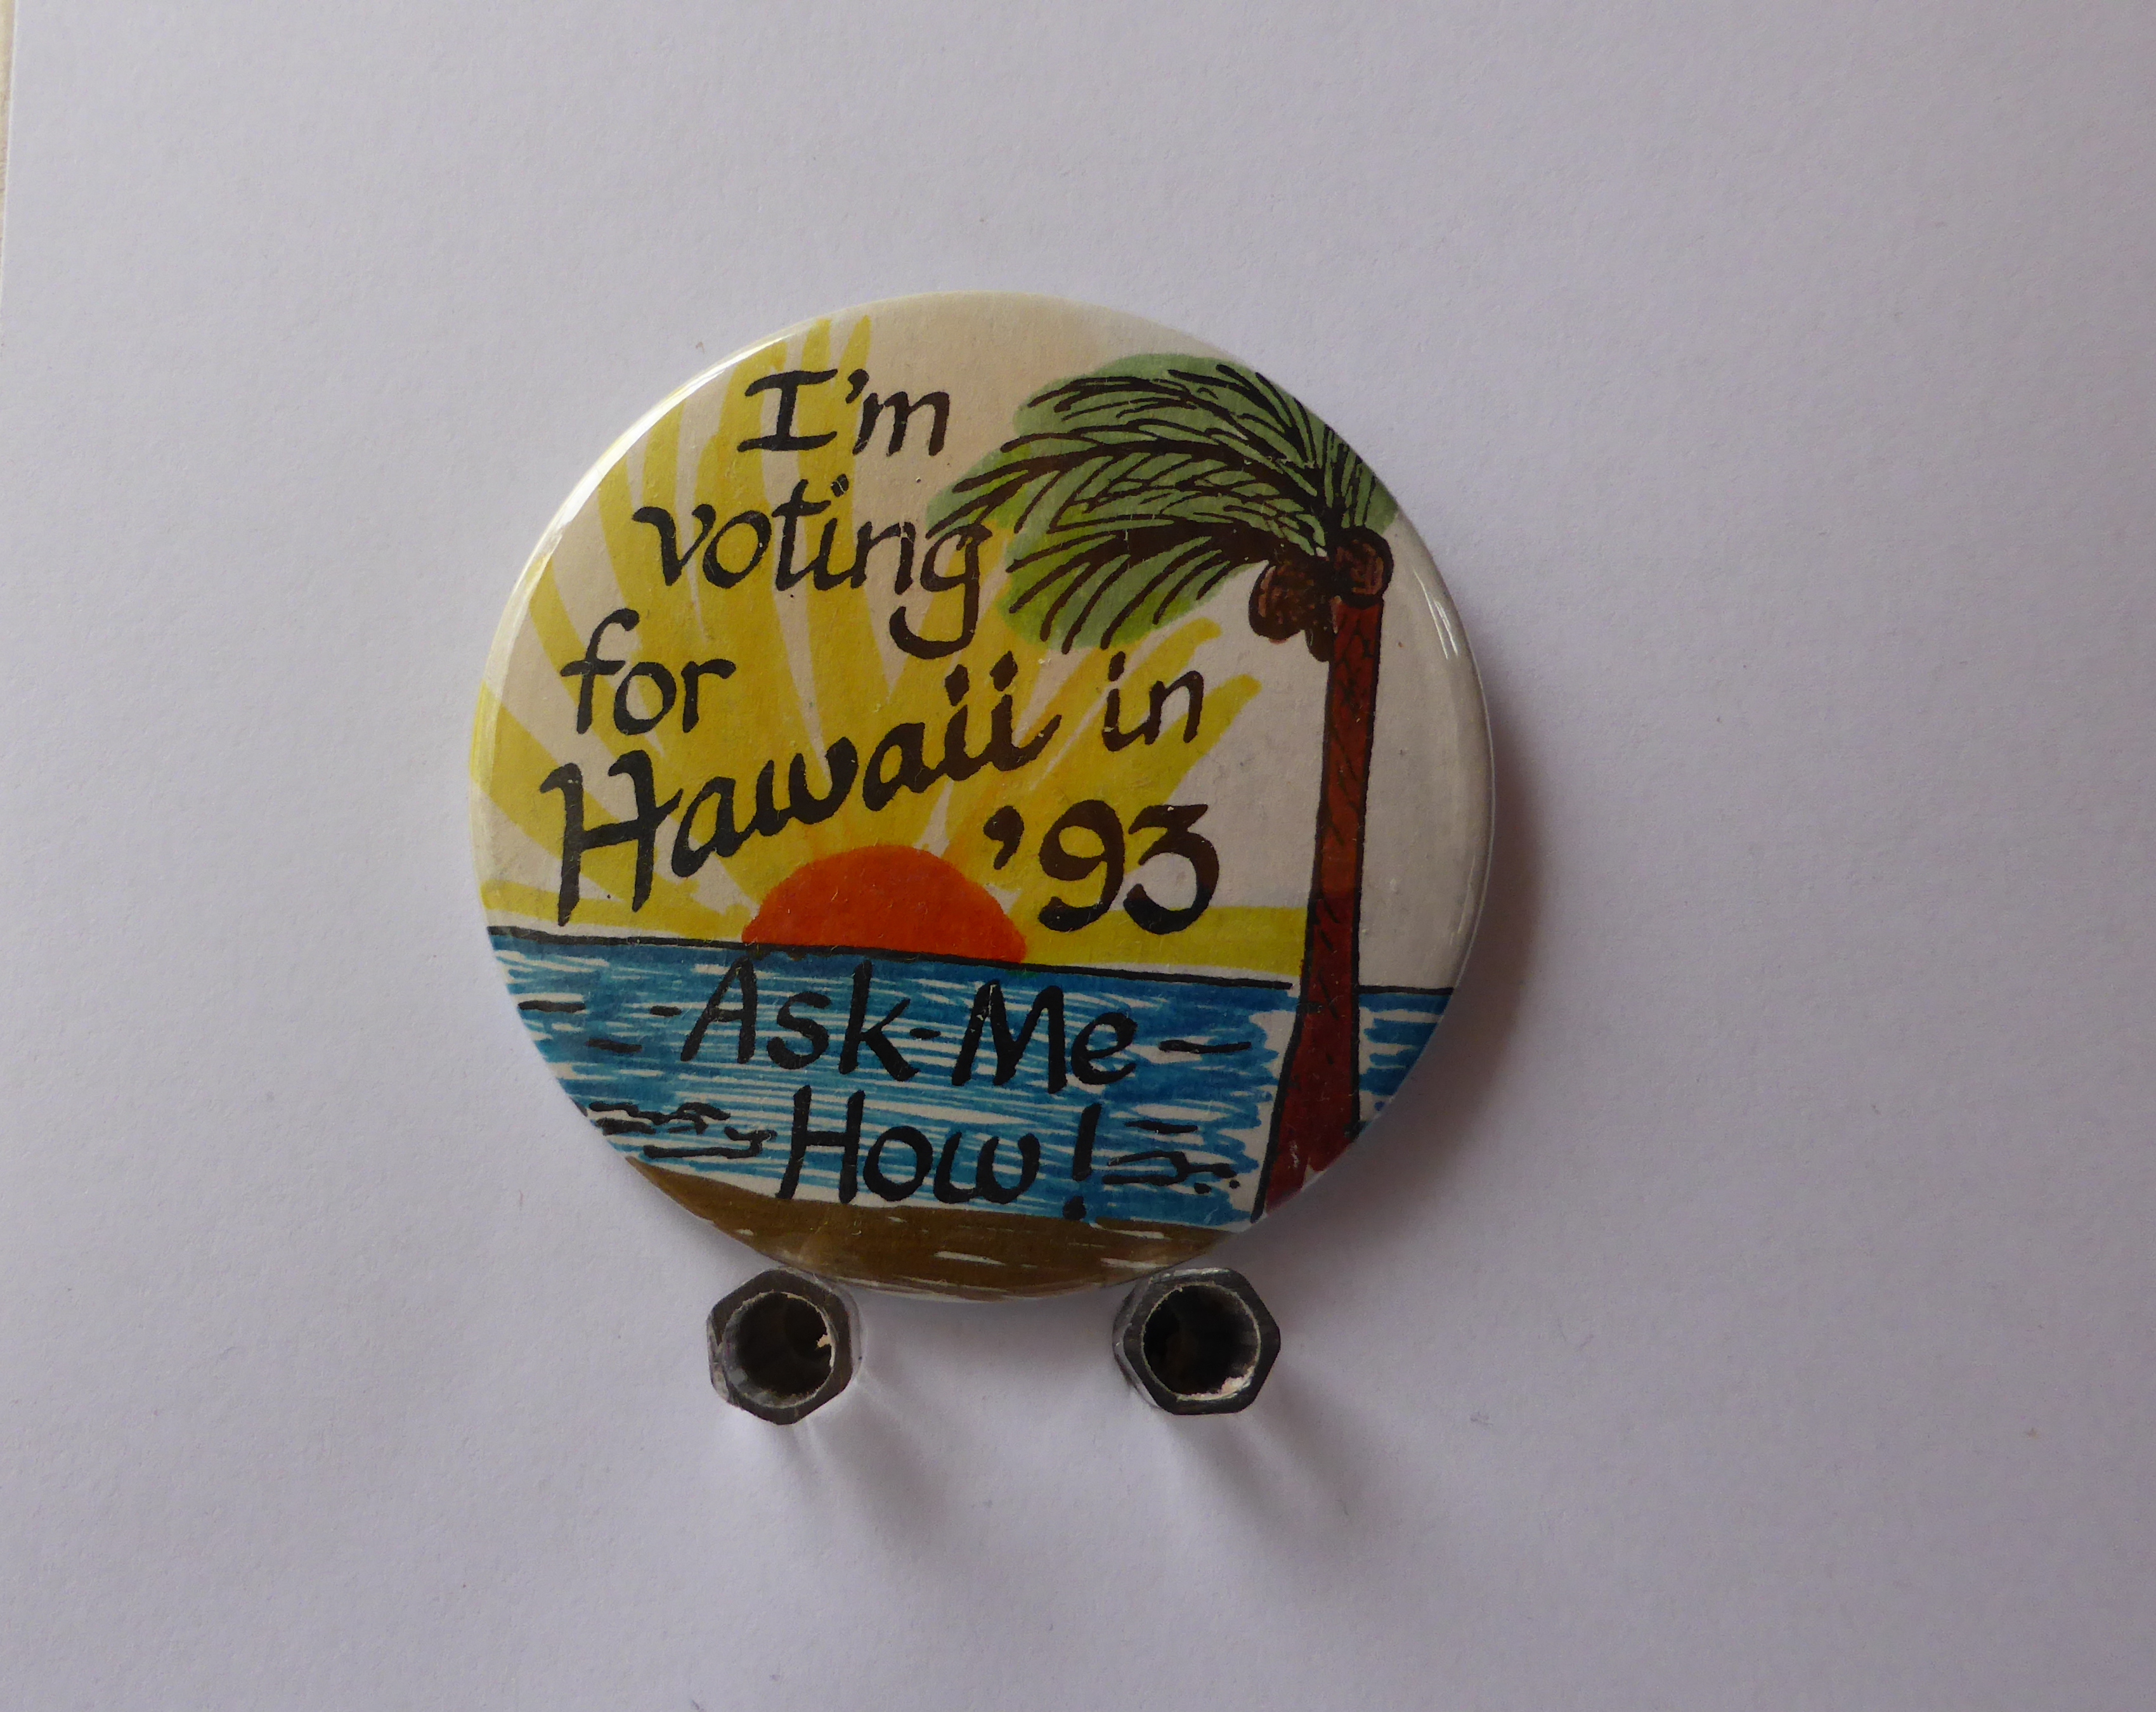 I'm
voting
for
Hawaii in
'93
Ask Me
How!